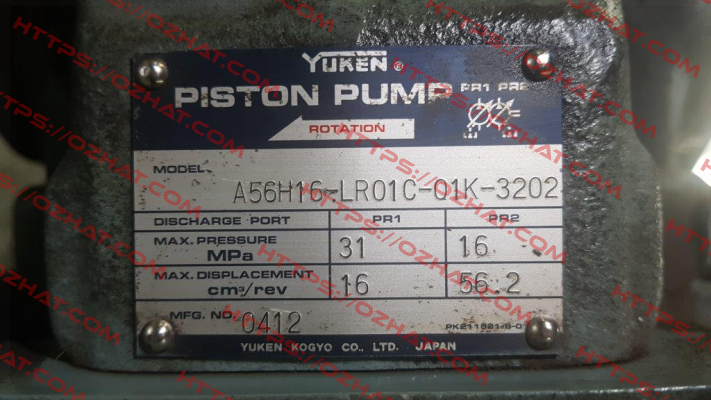 YUKEN ®
PISTON PUMP PR1 PR2
ROTATION
MODEL A56H16-LR01C-01K-3202
DISCHARGE PORT PR1 PR2
MAX. PRESSURE MPa 31 16
MAX. DISPLACEMENT cm³/rev 16 56.2
MFG. NO. 0412
YUKEN KOGYO CO., LTD. JAPAN
HTTPS://OZHAT.COM